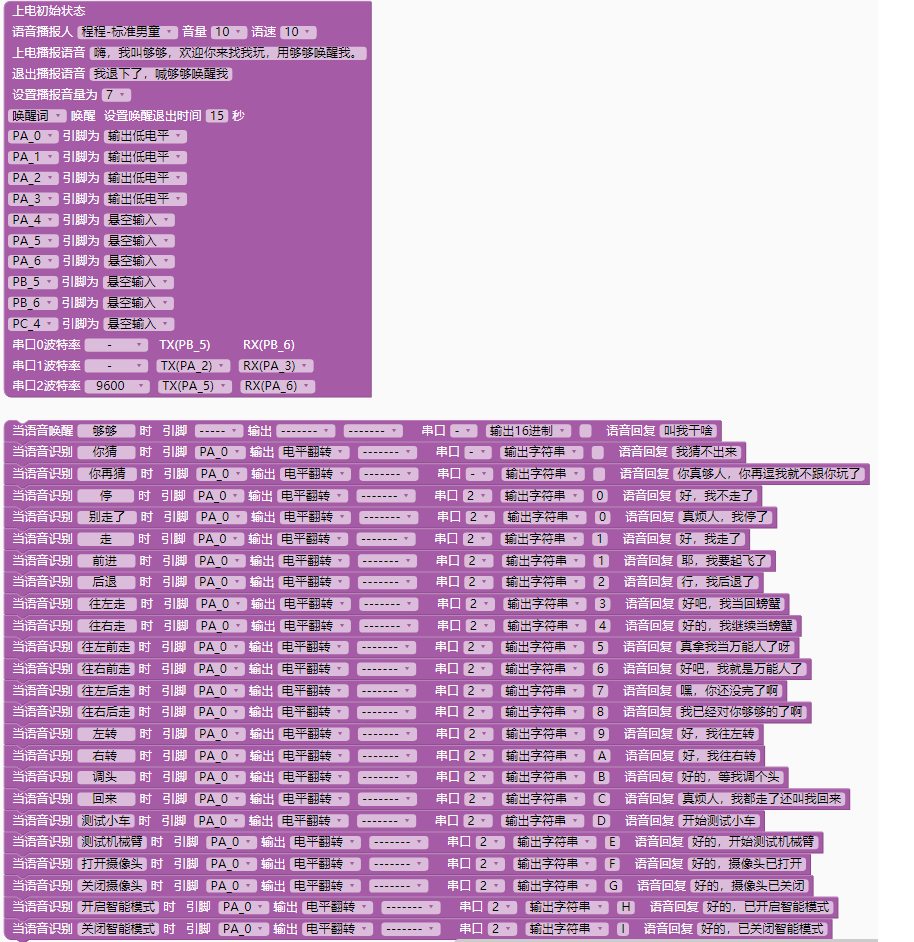 上电初始状态
语音播报人 程程-标准男童 音量 10 语速 10
上电播报语音 嗨，我叫够够，欢迎你来找我玩，用够够唤醒我。
退出播报语音 我退下了，喊够够唤醒我
设置播报音量为 7
唤醒词 唤醒 设置唤醒退出时间 15 秒
PA_0 引脚为 输出低电平
PA_1 引脚为 输出低电平
PA_2 引脚为 输出低电平
PA_3 引脚为 输出低电平
PA_4 引脚为 悬空输入
PA_5 引脚为 悬空输入
PA_6 引脚为 悬空输入
PB_5 引脚为 悬空输入
PB_6 引脚为 悬空输入
PC_4 引脚为 悬空输入
串口0波特率 - TX(PB_5) RX(PB_6)
串口1波特率 - TX(PA_2) RX(PA_3)
串口2波特率 9600 TX(PA_5) RX(PA_6)
当语音唤醒 够够 时 引脚 ----- 输出 ------- ------- 串口 - 输出16进制 语音回复 叫我干啥
当语音识别 你猜 时 引脚 PA_0 输出 电平翻转 ------- 串口 - 输出字符串 语音回复 我猜不出来
当语音识别 你再猜 时 引脚 PA_0 输出 电平翻转 ------- 串口 - 输出字符串 语音回复 你真够人，你再逗我就不跟你玩了
当语音识别 停 时 引脚 PA_0 输出 电平翻转 ------- 串口 2 输出字符串 0 语音回复 好，我不走了
当语音识别 别走了 时 引脚 PA_0 输出 电平翻转 ------- 串口 2 输出字符串 0 语音回复 真烦人，我停了
当语音识别 走 时 引脚 PA_0 输出 电平翻转 ------- 串口 2 输出字符串 1 语音回复 好，我走了
当语音识别 前进 时 引脚 PA_0 输出 电平翻转 ------- 串口 2 输出字符串 1 语音回复 耶，我要起飞了
当语音识别 后退 时 引脚 PA_0 输出 电平翻转 ------- 串口 2 输出字符串 2 语音回复 行，我后退了
当语音识别 往左走 时 引脚 PA_0 输出 电平翻转 ------- 串口 2 输出字符串 3 语音回复 好吧，我当回螃蟹
当语音识别 往右走 时 引脚 PA_0 输出 电平翻转 ------- 串口 2 输出字符串 4 语音回复 好的，我继续当螃蟹
当语音识别 往左前走 时 引脚 PA_0 输出 电平翻转 ------- 串口 2 输出字符串 5 语音回复 真拿我当万能人了呀
当语音识别 往右前走 时 引脚 PA_0 输出 电平翻转 ------- 串口 2 输出字符串 6 语音回复 好吧，我就是万能人了
当语音识别 往左后走 时 引脚 PA_0 输出 电平翻转 ------- 串口 2 输出字符串 7 语音回复 嘿，你还没完了啊
当语音识别 往右后走 时 引脚 PA_0 输出 电平翻转 ------- 串口 2 输出字符串 8 语音回复 我已经对你够够的了啊
当语音识别 左转 时 引脚 PA_0 输出 电平翻转 ------- 串口 2 输出字符串 9 语音回复 好，我往左转
当语音识别 右转 时 引脚 PA_0 输出 电平翻转 ------- 串口 2 输出字符串 A 语音回复 好，我往右转
当语音识别 调头 时 引脚 PA_0 输出 电平翻转 ------- 串口 2 输出字符串 B 语音回复 好的，等我调个头
当语音识别 回来 时 引脚 PA_0 输出 电平翻转 ------- 串口 2 输出字符串 C 语音回复 真烦人，我都走了还叫我回来
当语音识别 测试小车 时 引脚 PA_0 输出 电平翻转 ------- 串口 2 输出字符串 D 语音回复 开始测试小车
当语音识别 测试机械臂 时 引脚 PA_0 输出 电平翻转 ------- 串口 2 输出字符串 E 语音回复 好的，开始测试机械臂
当语音识别 打开摄像头 时 引脚 PA_0 输出 电平翻转 ------- 串口 2 输出字符串 F 语音回复 好的，摄像头已打开
当语音识别 关闭摄像头 时 引脚 PA_0 输出 电平翻转 ------- 串口 2 输出字符串 G 语音回复 好的，摄像头已关闭
当语音识别 开启智能模式 时 引脚 PA_0 输出 电平翻转 ------- 串口 2 输出字符串 H 语音回复 好的，已开启智能模式
当语音识别 关闭智能模式 时 引脚 PA_0 输出 电平翻转 ------- 串口 2 输出字符串 I 语音回复 好的，已关闭智能模式